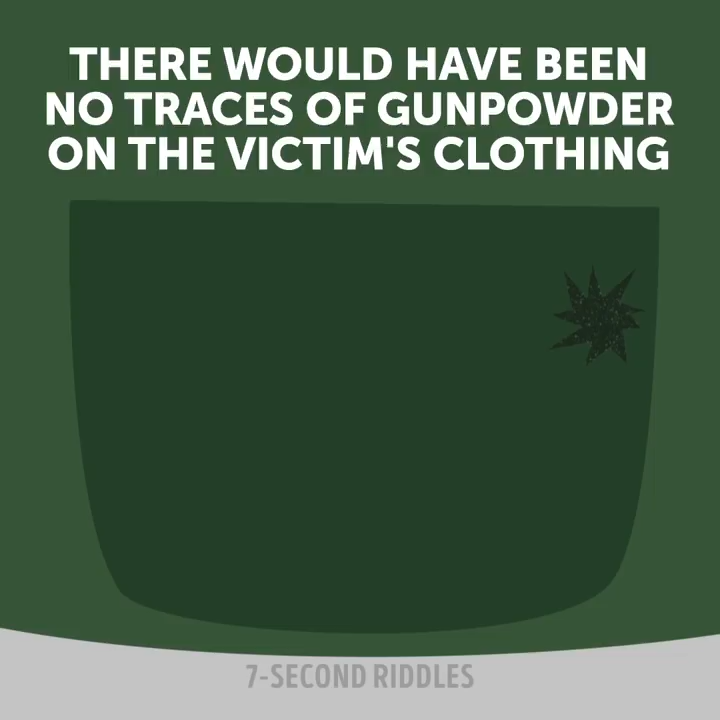 THERE WOULD HAVE BEEN
NO TRACES OF GUNPOWDER
ON THE VICTIM'S CLOTHING
7-SECOND RIDDLES